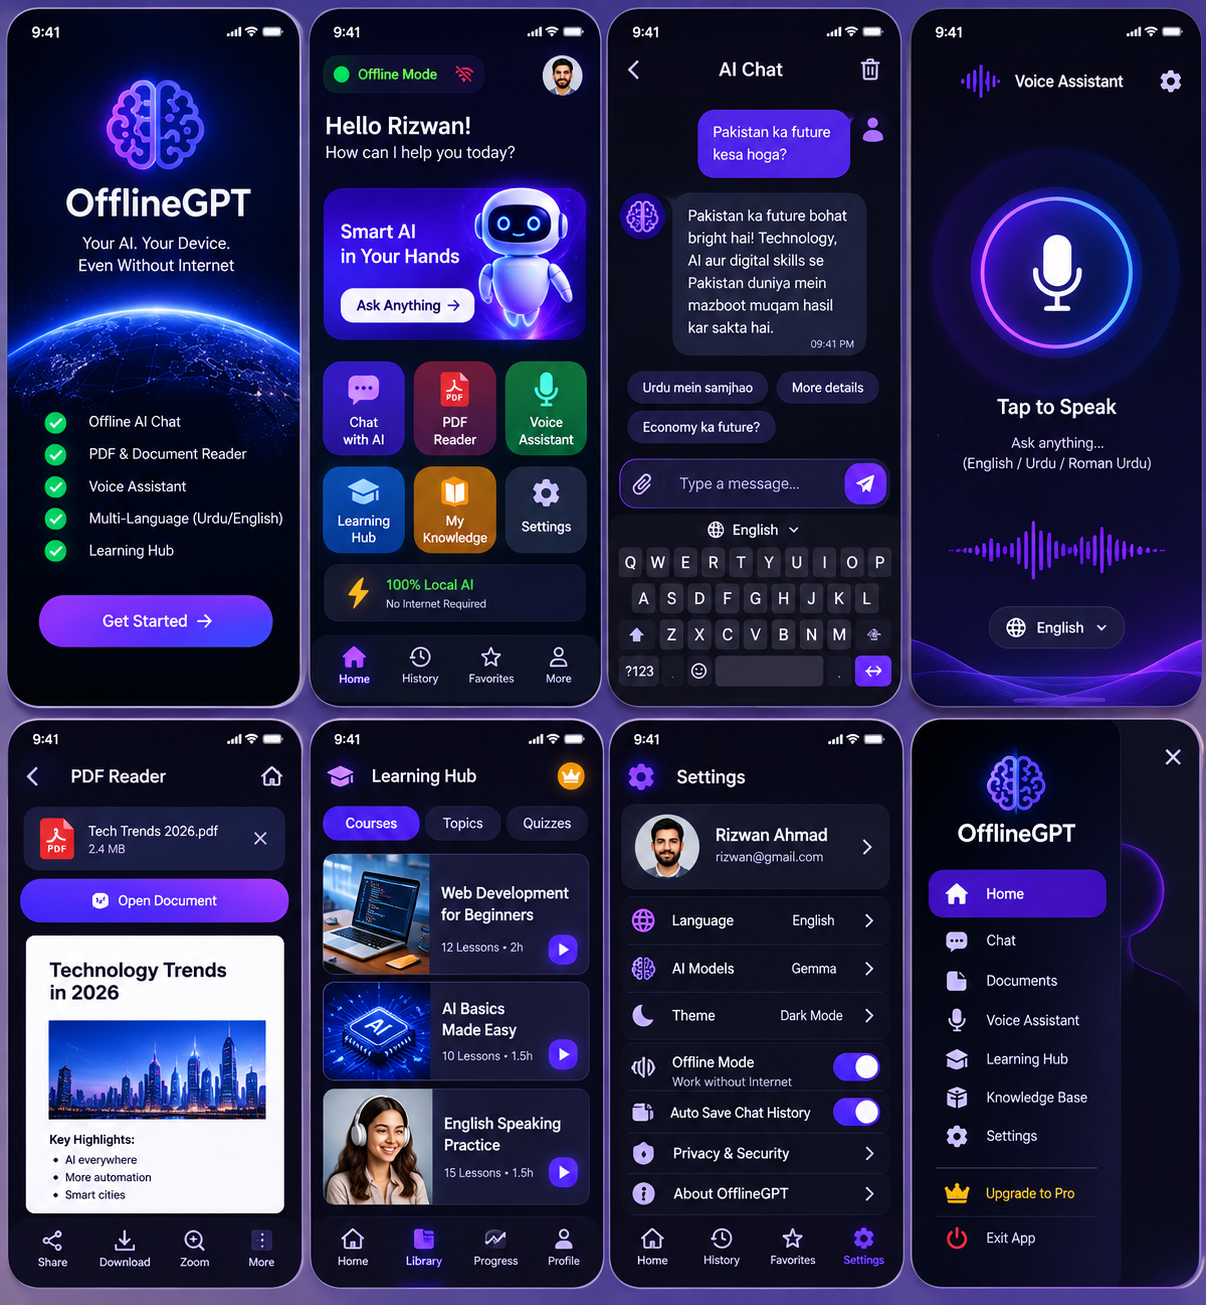 9:41
OfflineGPT
Your AI. Your Device.
Even Without Internet
Offline AI Chat
PDF & Document Reader
Voice Assistant
Multi-Language (Urdu/English)
Learning Hub
Get Started →
9:41
Offline Mode
Hello Rizwan!
How can I help you today?
Smart AI
in Your Hands
Ask Anything →
Chat
with AI
PDF
PDF
Reader
Voice
Assistant
Learning
Hub
My
Knowledge
Settings
100% Local AI
No Internet Required
Home
History
Favorites
More
9:41
AI Chat
Pakistan ka future
kesa hoga?
Pakistan ka future bohat
bright hai! Technology,
AI aur digital skills se
Pakistan duniya mein
mazboot muqam hasil
kar sakta hai.
09:41 PM
Urdu mein samjhao
More details
Economy ka future?
Type a message...
English
Q W E R T Y U I O P
A S D F G H J K L
Z X C V B N M
?123 . .
9:41
Voice Assistant
Tap to Speak
Ask anything...
(English / Urdu / Roman Urdu)
English
9:41
PDF Reader
PDF
Tech Trends 2026.pdf
2.4 MB
Open Document
Technology Trends
in 2026
Key Highlights:
• AI everywhere
• More automation
• Smart cities
Share
Download
Zoom
More
9:41
Learning Hub
Courses
Topics
Quizzes
Web Development
for Beginners
12 Lessons • 2h
AI
AI Basics
Made Easy
10 Lessons • 1.5h
English Speaking
Practice
15 Lessons • 1.5h
Home
Library
Progress
Profile
9:41
Settings
Rizwan Ahmad
rizwan@gmail.com
Language English
AI Models Gemma
Theme Dark Mode
Offline Mode
Work without Internet
Auto Save Chat History
Privacy & Security
About OfflineGPT
Home
History
Favorites
Settings
OfflineGPT
Home
Chat
Documents
Voice Assistant
Learning Hub
Knowledge Base
Settings
Upgrade to Pro
Exit App